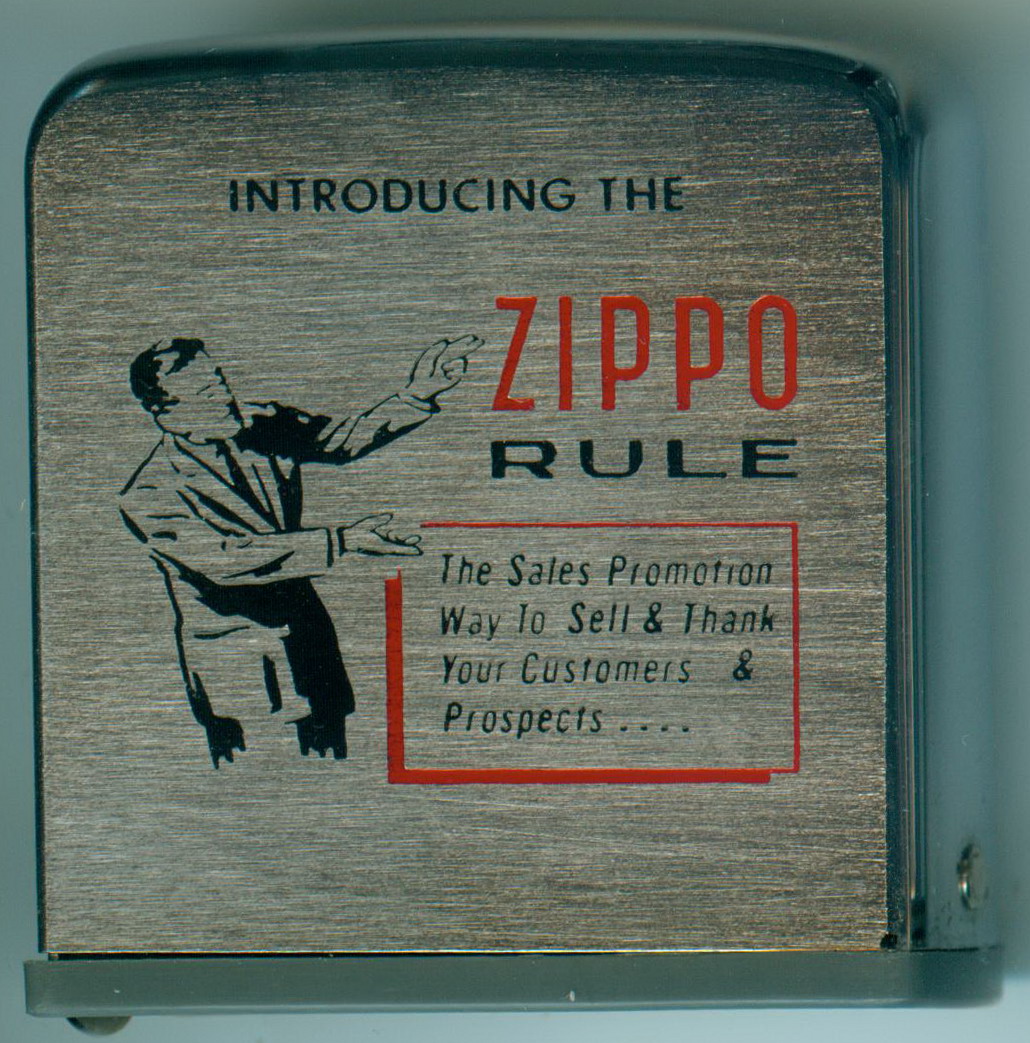 INTRODUCING THE
ZIPPO
RULE
The Sales Promotion
Way To Sell & Thank
Your Customers &
Prospects ....